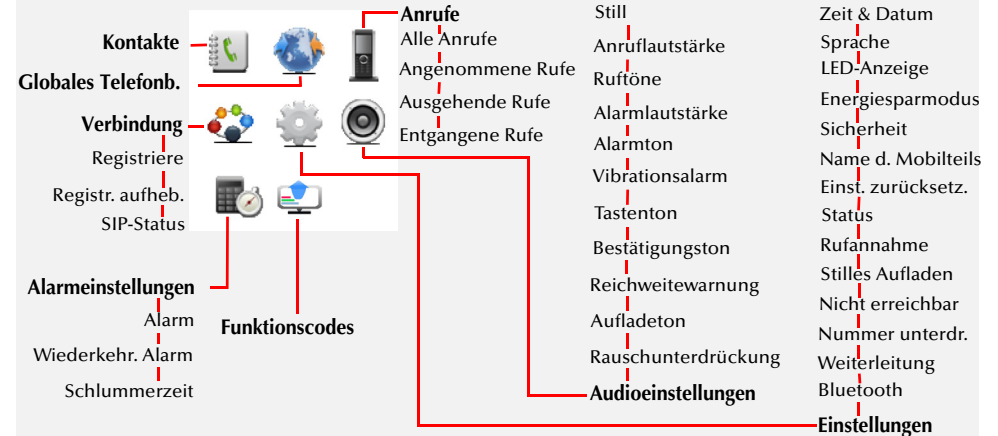 Kontakte
Globales Telefonb.
Verbindung
Registriere
Registr. aufheb.
SIP-Status
Alarmeinstellungen
Alarm
Wiederkehr. Alarm
Schlummerzeit
Funktionscodes
Anrufe
Alle Anrufe
Angenommene Rufe
Ausgehende Rufe
Entgangene Rufe
Still
Anruflautstärke
Ruftöne
Alarmlautstärke
Alarmton
Vibrationsalarm
Tastenton
Bestätigungston
Reichweitewarnung
Aufladeton
Rauschunterdrückung
Audioeinstellungen
Zeit & Datum
Sprache
LED-Anzeige
Energiesparmodus
Sicherheit
Name d. Mobilteils
Einst. zurücksetz.
Status
Rufannahme
Stilles Aufladen
Nicht erreichbar
Nummer unterdr.
Weiterleitung
Bluetooth
Einstellungen